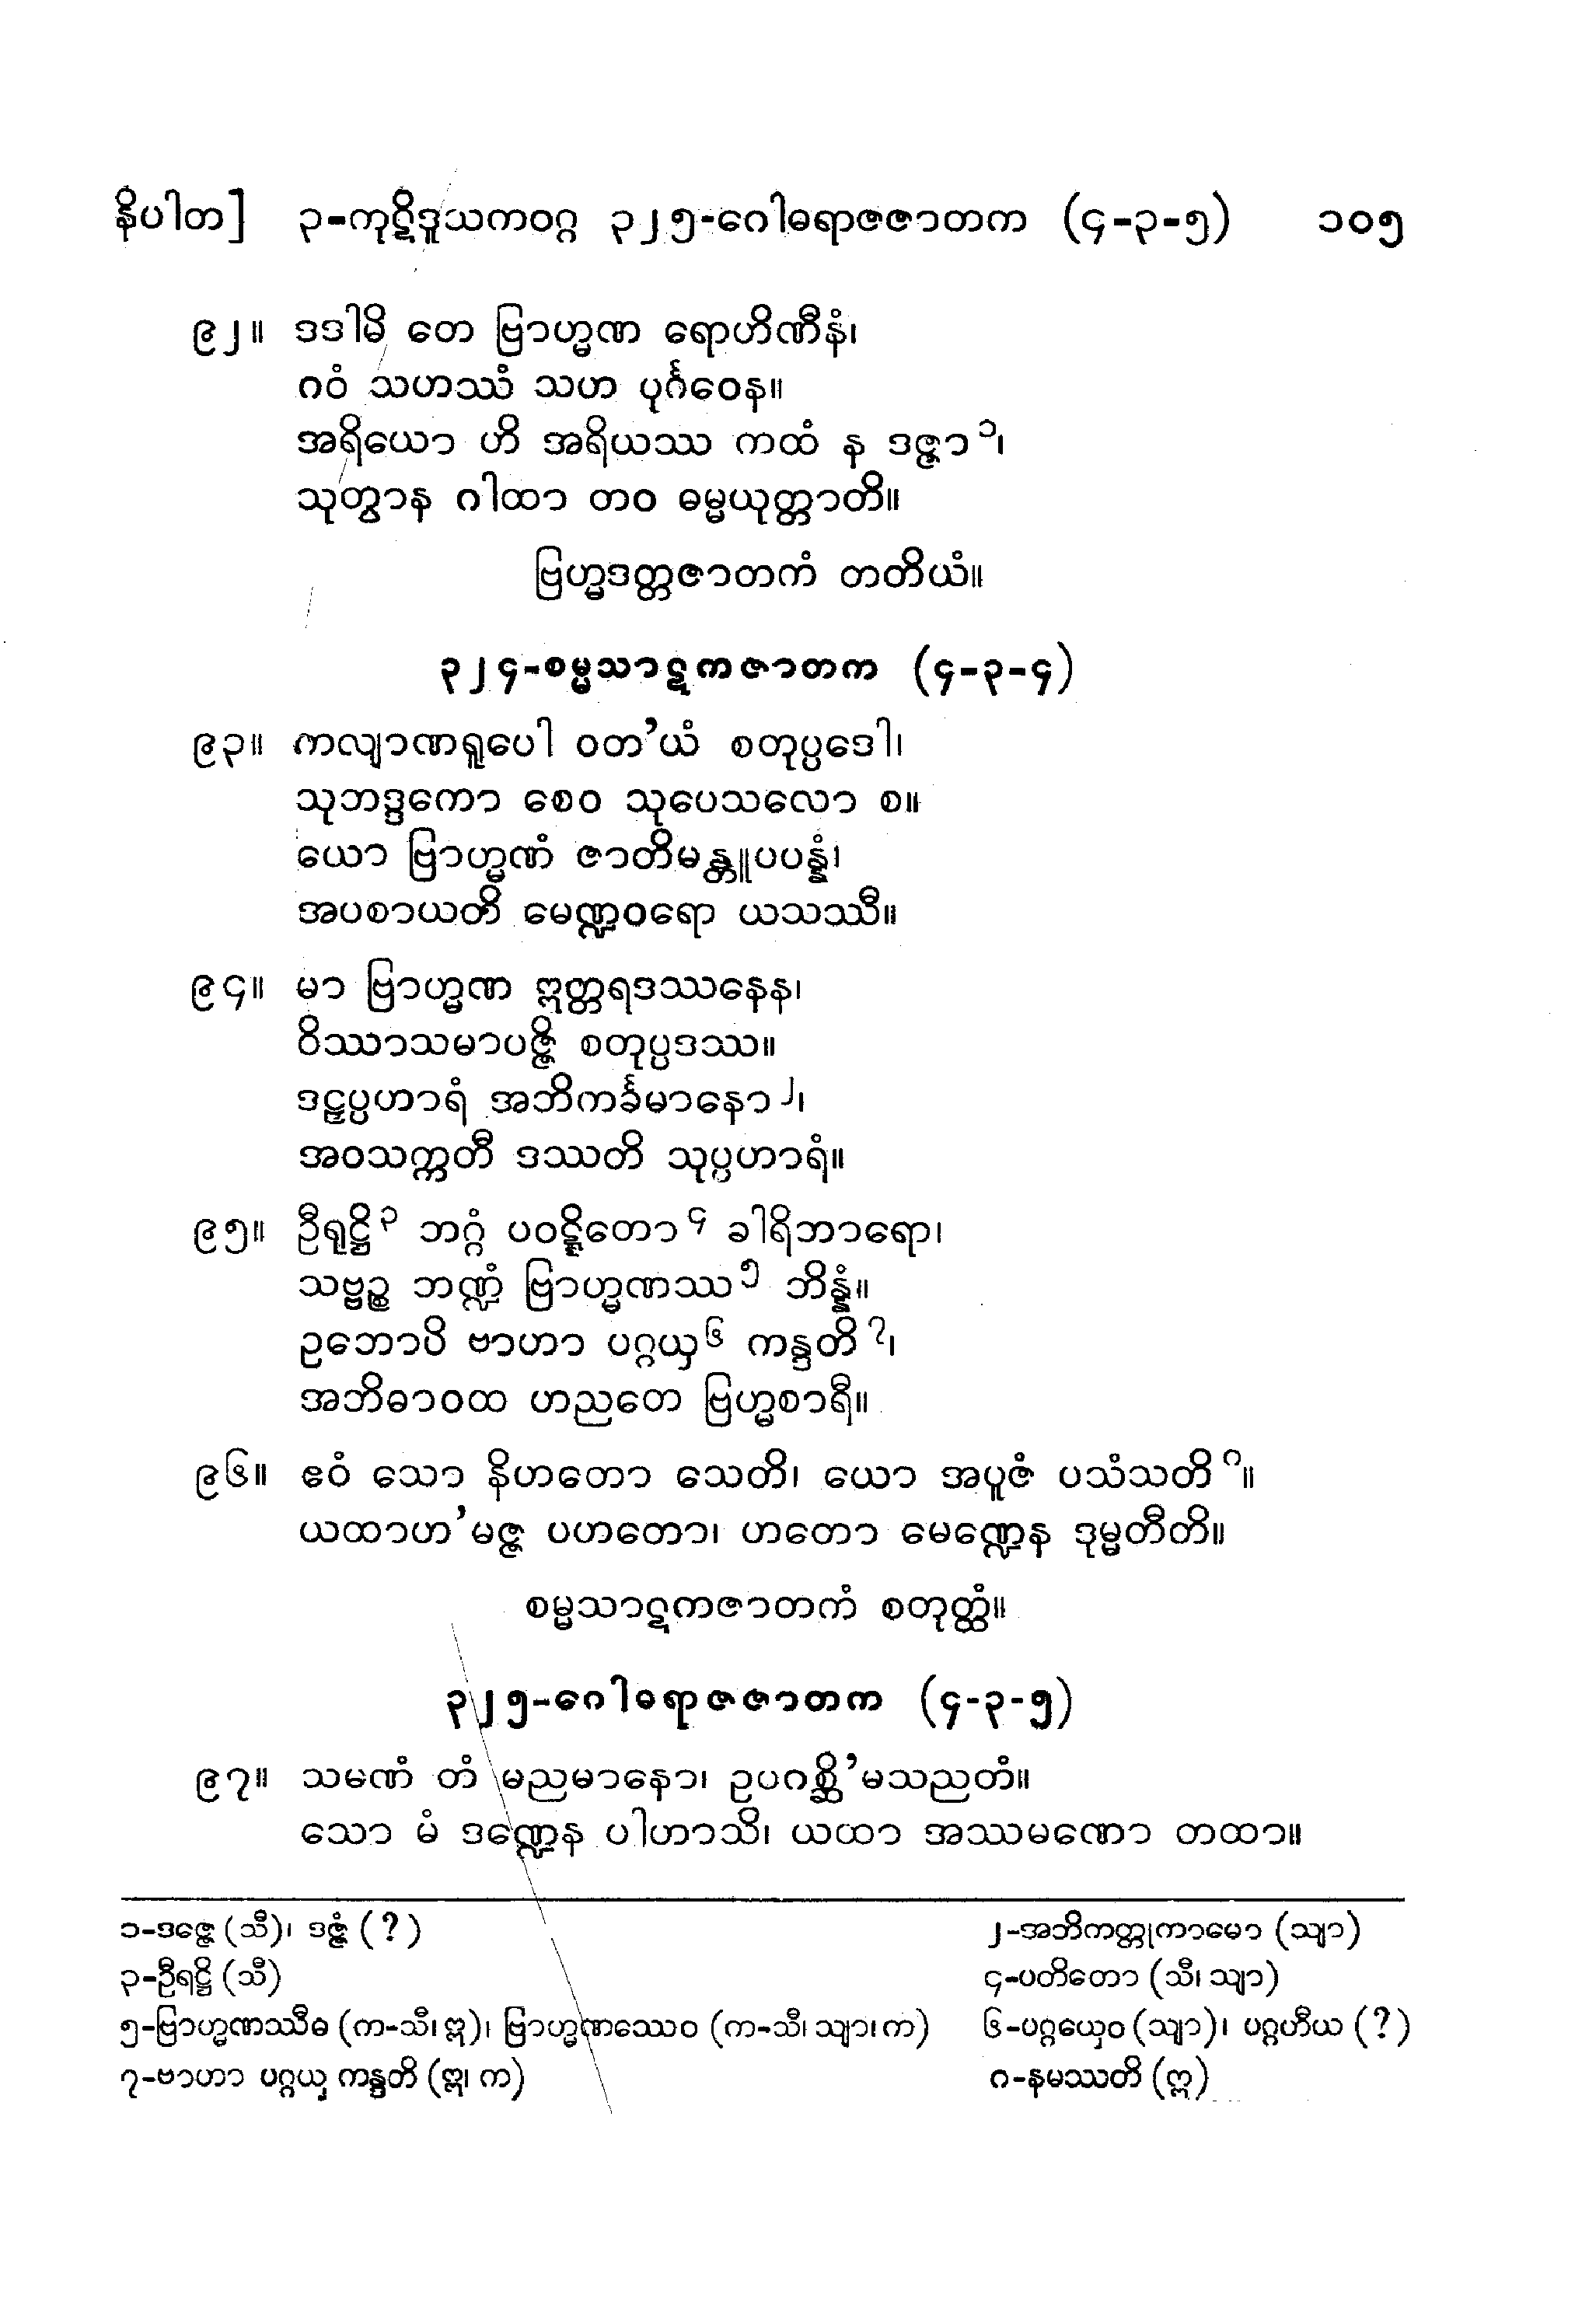 နိပါတ] ၃-ကုဋိဒူသကဝဂ္ဂ ၃၂၅-ဂေါဓရာဇဇာတက (၄-၃-၅) ၁၀၅
၉၂။ ဒဒါမိ တေ ဗြာဟ္မဏ ရောဟိဏီနံ၊
ဂဝံ သဟဿံ သဟ ပုင်္ဂဝေန။
အရိယော ဟိ အရိယဿ ကထံ န ဒဇ္ဇာ၁၊
သုတွာန ဂါထာ တဝ ဓမ္မယုတ္တာတိ။
ဗြဟ္မဒတ္တဇာတကံ တတိယံ။
၃၂၄-စမ္မသာဋကဇာတက (၄-၃-၄)
၉၃။ ကလျာဏရူပေါ ဝတ’ယံ စတုပ္ပဒေါ၊
သုဘဒ္ဒကော စေဝ သုပေသလော စ။
ယော ဗြာဟ္မဏံ ဇာတိမန္တူပပန္နံ၊
အပစာယတိ မေဏ္ဍဝရော ယသဿီ။
၉၄။ မာ ဗြာဟ္မဏ ဣတ္တရဒဿနေန၊
ဝိဿာသမာပဇ္ဇိ စတုပ္ပဒဿ။
ဒဠှပ္ပဟာရံ အဘိကင်္ခမာနော၂၊
အဝသက္ကတီ ဒဿတိ သုပ္ပဟာရံ။
၉၅။ ဦရုဋ္ဌိ၃ ဘဂ္ဂံ ပဝဋ္ဋိတော၄ ခါရိဘာရော၊
သဗ္ဗဉ္စ ဘဏ္ဍံ ဗြာဟ္မဏဿ၅ ဘိန္နံ။
ဥဘောပိ ဗာဟာ ပဂ္ဂယှ၆ ကန္ဒတိ၇၊
အဘိဓာဝထ ဟညတေ ဗြဟ္မစာရီ။
၉၆။ ဧဝံ သော နိဟတော သေတိ၊ ယော အပူဇံ ပသံသတိ၈။
ယထာဟ’မဇ္ဇ ပဟတော၊ ဟတော မေဏ္ဍေန ဒုမ္မတီတိ။
စမ္မသာဋကဇာတကံ စတုတ္ထံ။
၃၂၅-ဂေါဓရာဇဇာတက (၄-၃-၅)
၉၇။ သမဏံ တံ မညမာနော၊ ဥပဂစ္ဆိ’မသညတံ။
သော မံ ဒဏ္ဍေန ပါဟာသိ၊ ယထာ အဿမဏော တထာ။
၁-ဒဇ္ဇေ (သီ)၊ ဒဇ္ဇံ (?) ၂-အဘိကတ္တုကာမော (သျာ)
၃-ဦရဋ္ဌိ (သီ) ၄-ပတိတော (သီ၊ သျာ)
၅-ဗြာဟ္မဏဿီဓ (က-သီ၊ ဣ)၊ ဗြာဟ္မဏဿေဝ (က-သီ၊ သျာ၊ က) ၆-ပဂ္ဂယှေဝ (သျာ)၊ ပဂ္ဂဟီယ (?)
၇-ဗာဟာ ပဂ္ဂယျ ကန္ဒတိ (ဣ၊ က) ၈-နမဿတိ (ဣ)